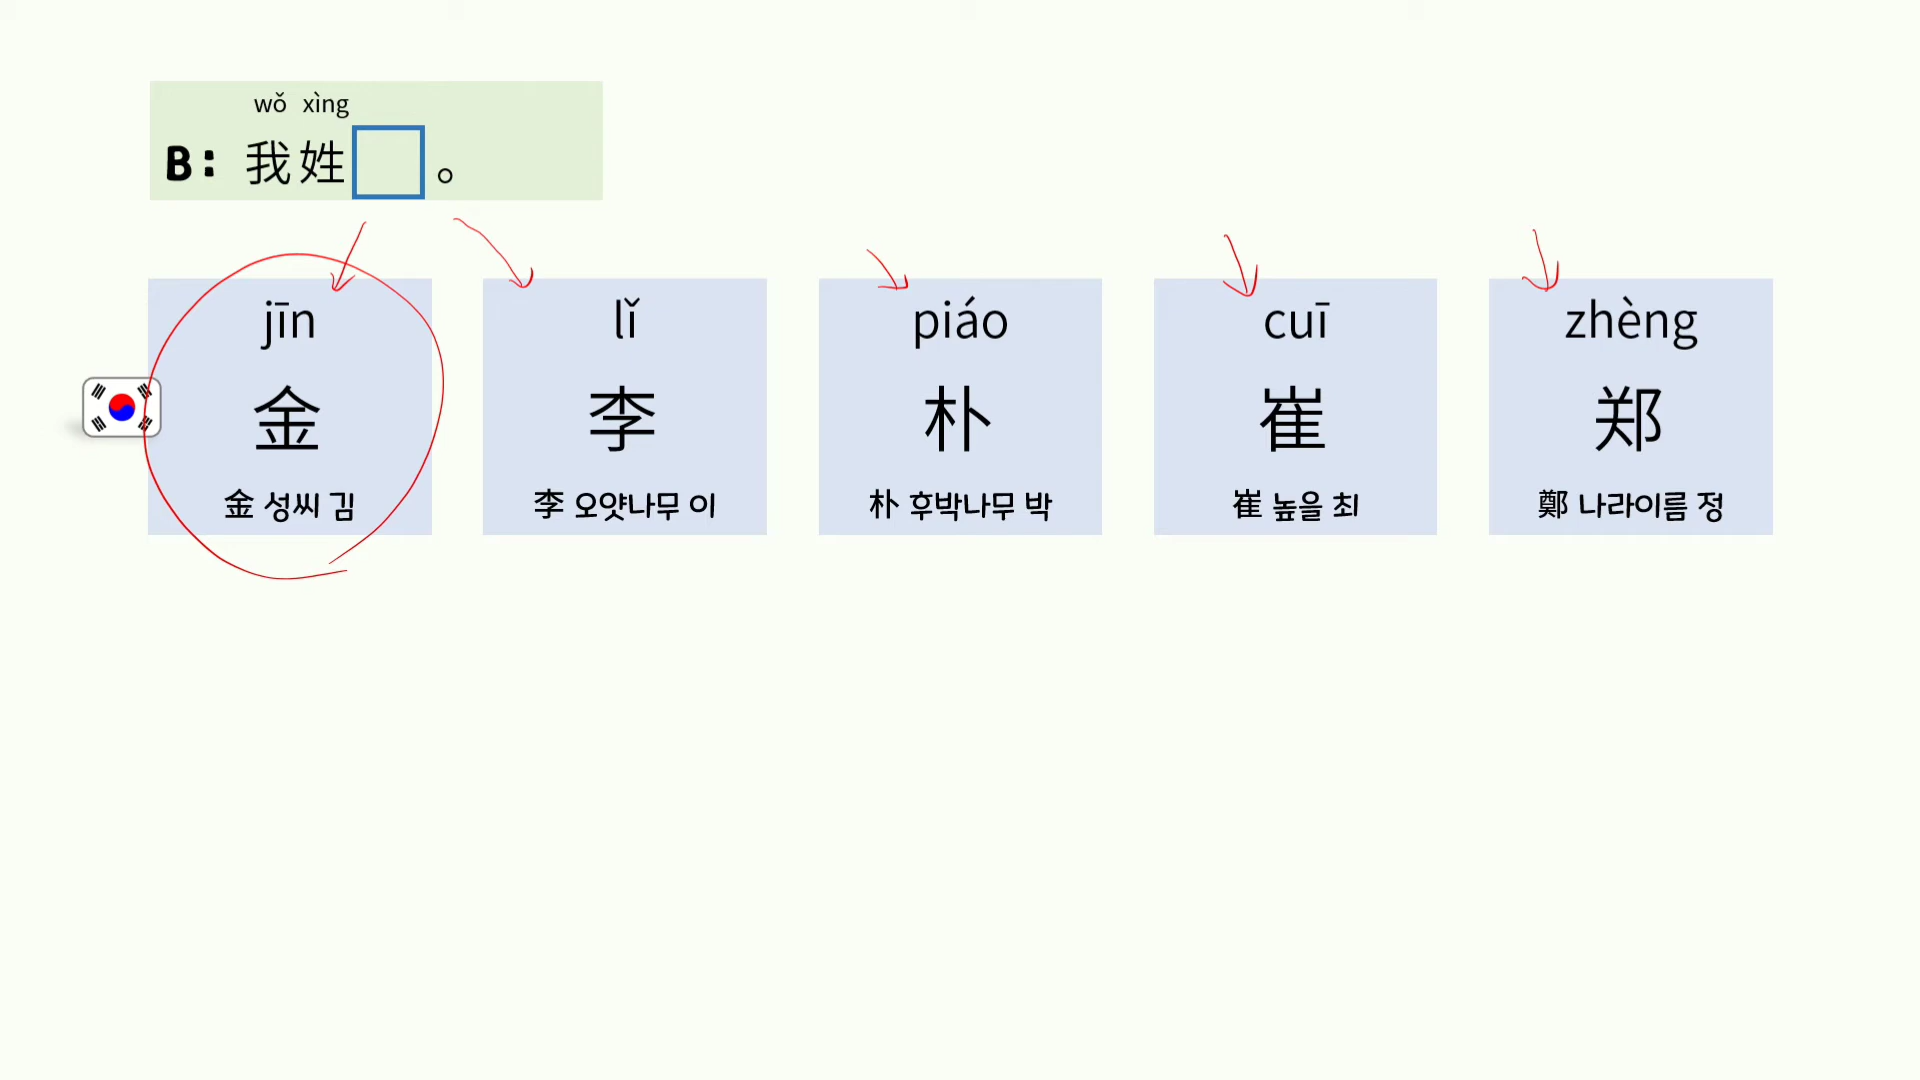 wǒ xìng
B: 我姓 。
jīn
金
金 성씨 김
lǐ
李
李 오얏나무 이
piáo
朴
朴 후박나무 박
cuī
崔
崔 높을 최
zhèng
郑
鄭 나라이름 정